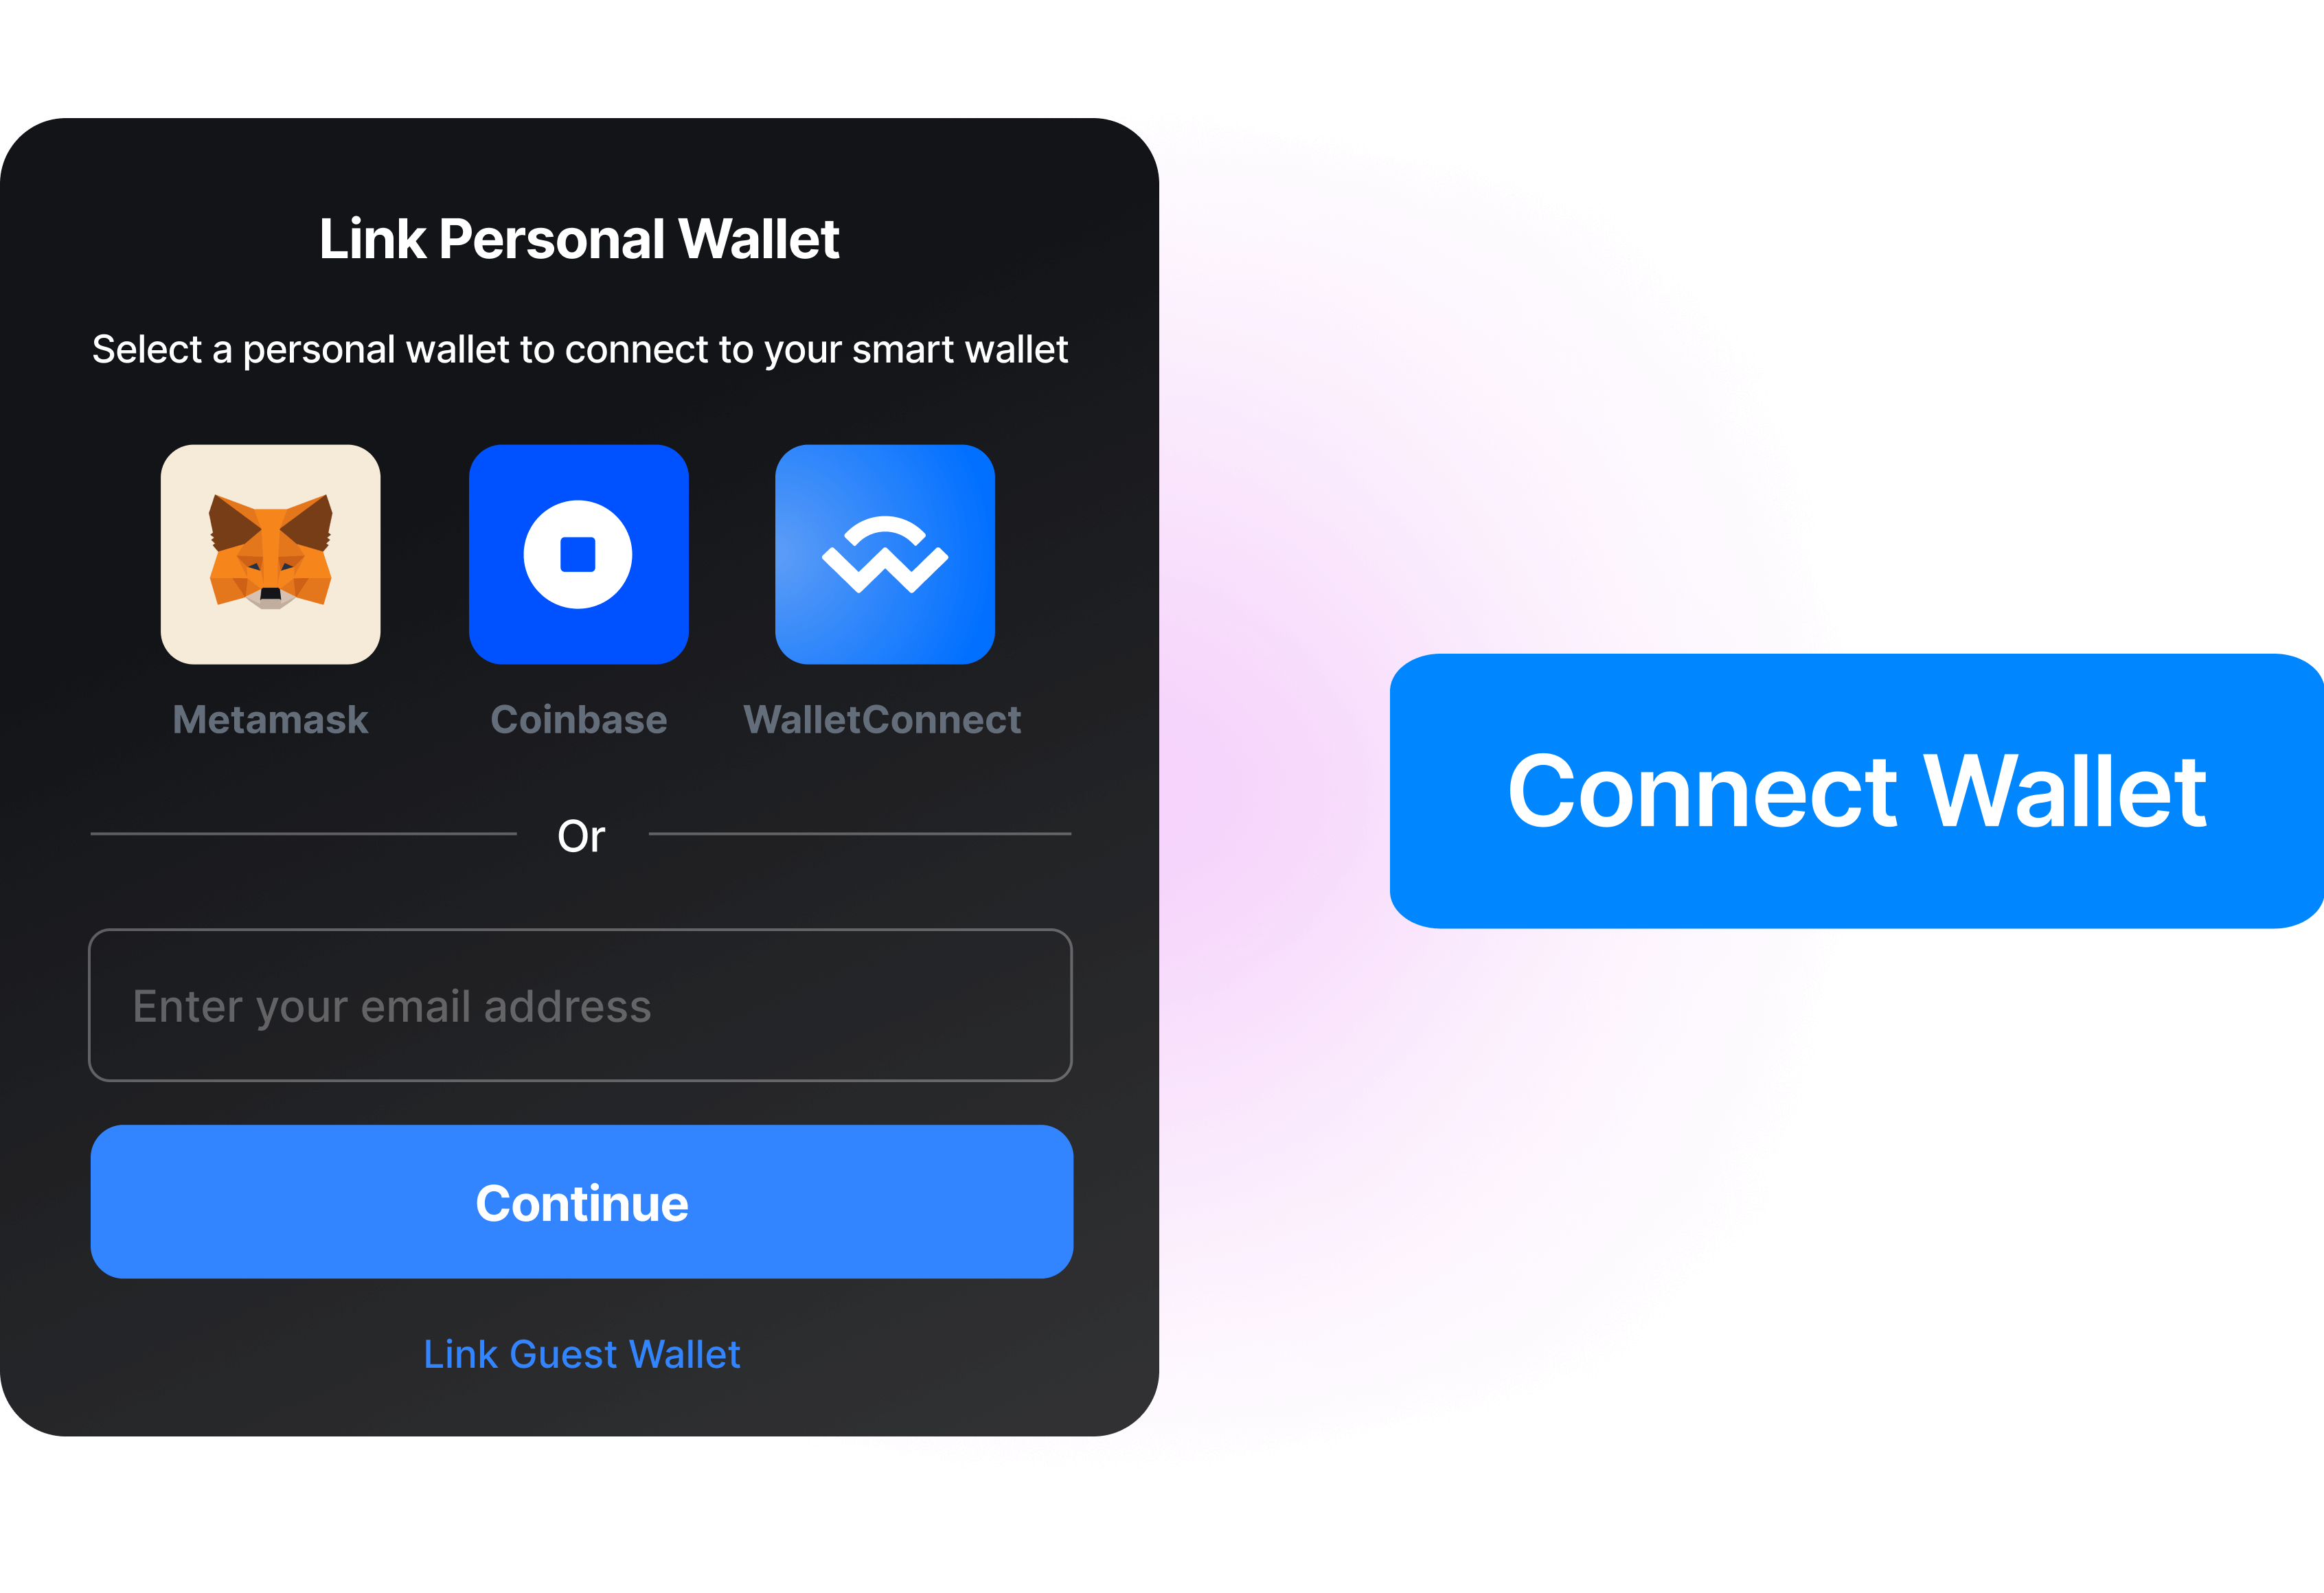 Link Personal Wallet
Select a personal wallet to connect to your smart wallet
Metamask
Coinbase
WalletConnect
Or
Enter your email address
Continue
Link Guest Wallet
Connect Wallet